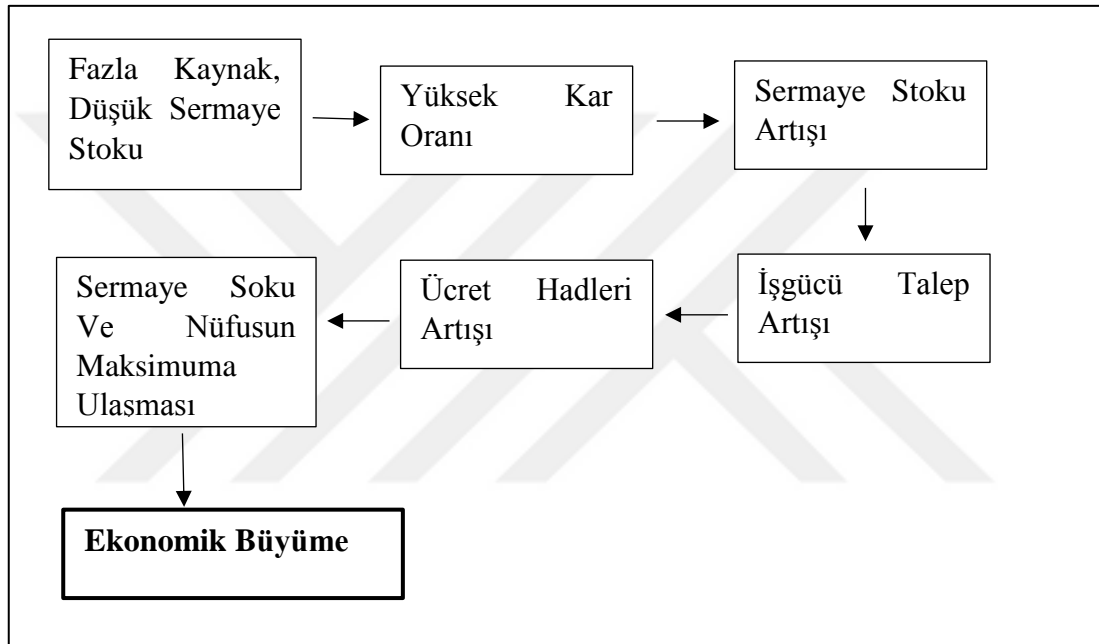 Fazla Kaynak,
Düşük Sermaye
Stoku
Yüksek Kar
Oranı
Sermaye Stoku
Artışı
İşgücü Talep
Artişı
Ücret Hadleri
Artışı
Sermaye Soku
Ve Nüfusun
Maksimuma
Ulaşması
Ekonomik Büyüme